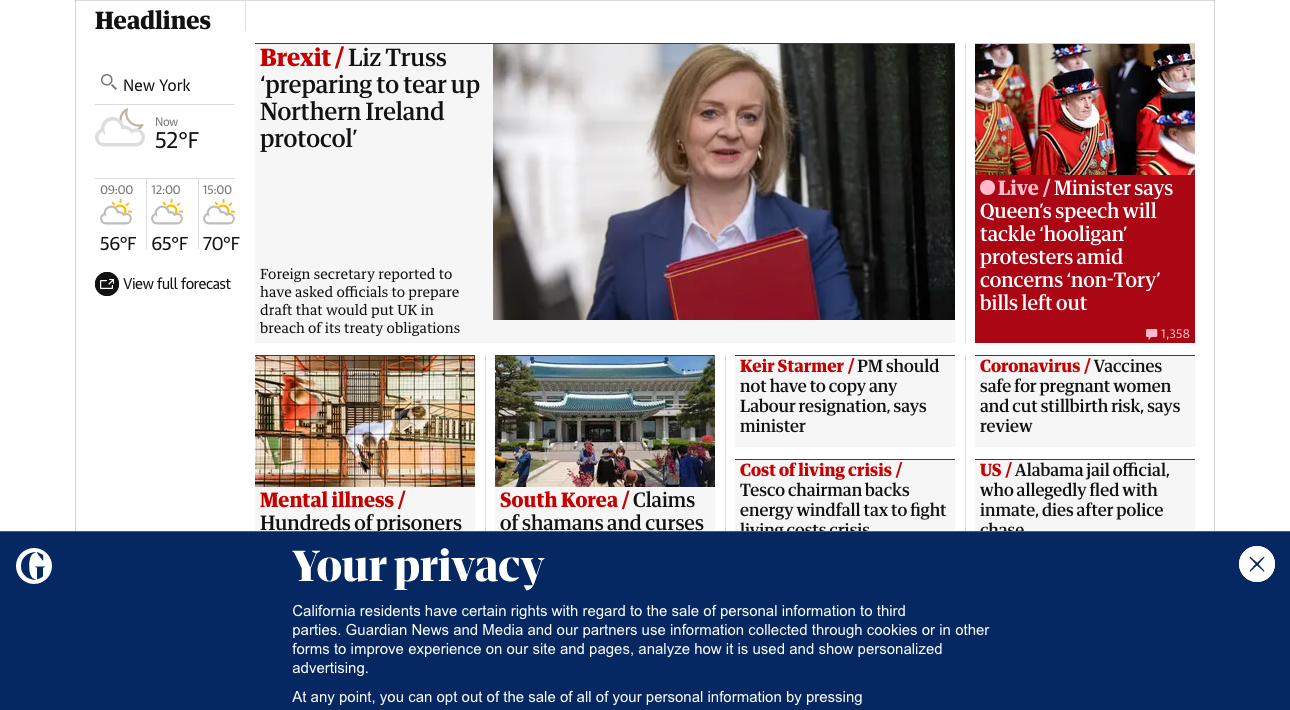 Headlines
New York
Now
52°F
09:00
12:00
15:00
56°F
65°F
70°F
View full forecast
Brexit / Liz Truss
‘preparing to tear up
Northern Ireland
protocol’
Foreign secretary reported to
have asked officials to prepare
draft that would put UK in
breach of its treaty obligations
Live / Minister says
Queen’s speech will
tackle ‘hooligan’
protesters amid
concerns ‘non-Tory’
bills left out
1,358
Mental illness /
Hundreds of prisoners
South Korea / Claims
of shamans and curses
Keir Starmer / PM should
not have to copy any
Labour resignation, says
minister
Cost of living crisis /
Tesco chairman backs
energy windfall tax to fight
living costs crisis
Coronavirus / Vaccines
safe for pregnant women
and cut stillbirth risk, says
review
US / Alabama jail official,
who allegedly fled with
inmate, dies after police
chase
G
Your privacy
California residents have certain rights with regard to the sale of personal information to third
parties. Guardian News and Media and our partners use information collected through cookies or in other
forms to improve experience on our site and pages, analyze how it is used and show personalized
advertising.
At any point, you can opt out of the sale of all of your personal information by pressing